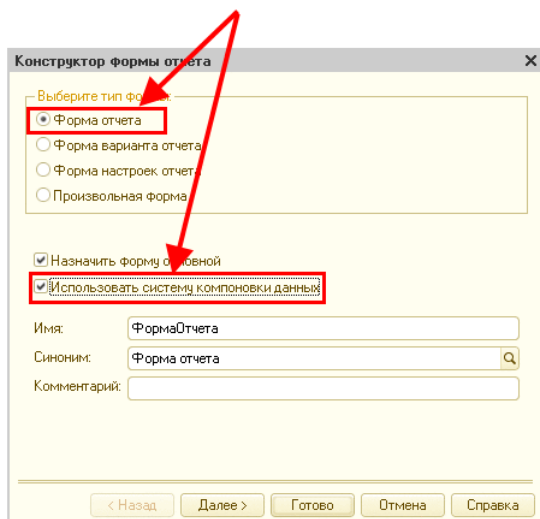 Конструктор формы отчета
Выберите тип формы:
Форма отчета
Форма варианта отчета
Форма настроек отчета
Произвольная форма
Назначить форму основной
Использовать систему компоновки данных
Имя: ФормаОтчета
Синоним: Форма отчета
Комментарий:
< Назад Далее > Готово Отмена Справка